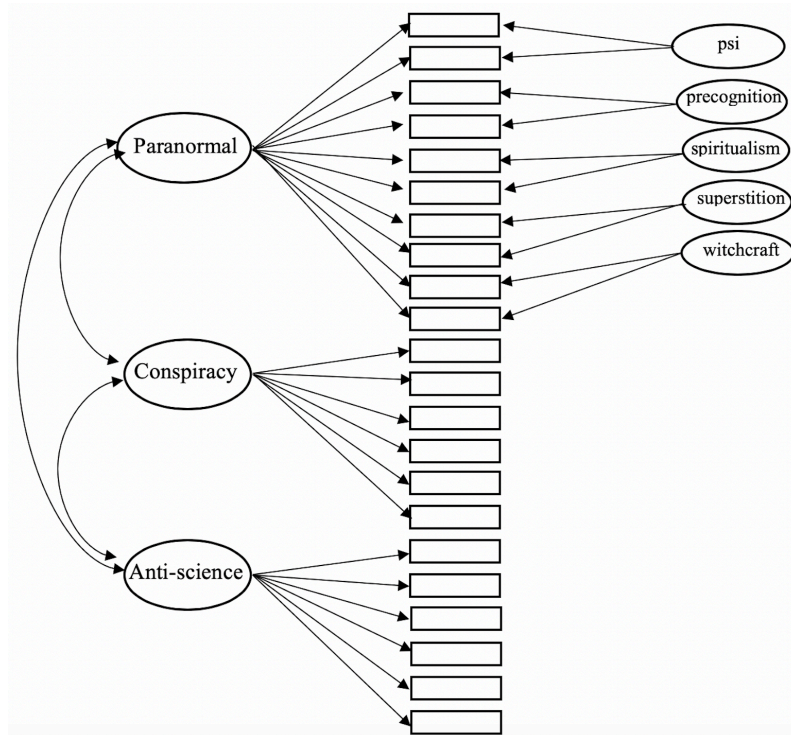 psi
precognition
Paranormal
spiritualism
superstition
witchcraft
Conspiracy
Anti-science